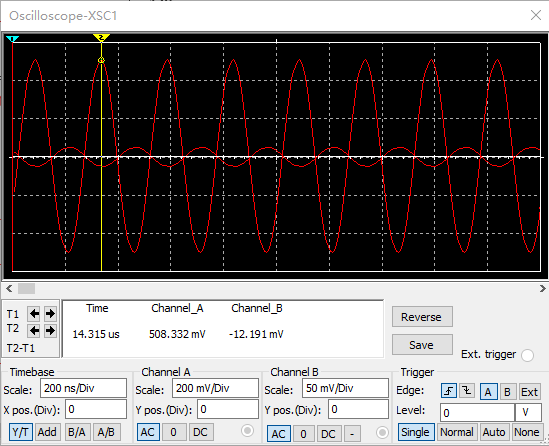 Oscilloscope-XSC1
1
2
Time Channel_A Channel_B
T1
T2 14.315 us 508.332 mV -12.191 mV
T2-T1
Reverse
Save
Ext. trigger
Timebase Channel A Channel B Trigger
Scale: 200 ns/Div Scale: 200 mV/Div Scale: 50 mV/Div Edge: A B Ext
X pos.(Div): 0 Y pos.(Div): 0 Y pos.(Div): 0 Level: 0 V
Y/T Add B/A A/B AC 0 DC AC 0 DC - Single Normal Auto None